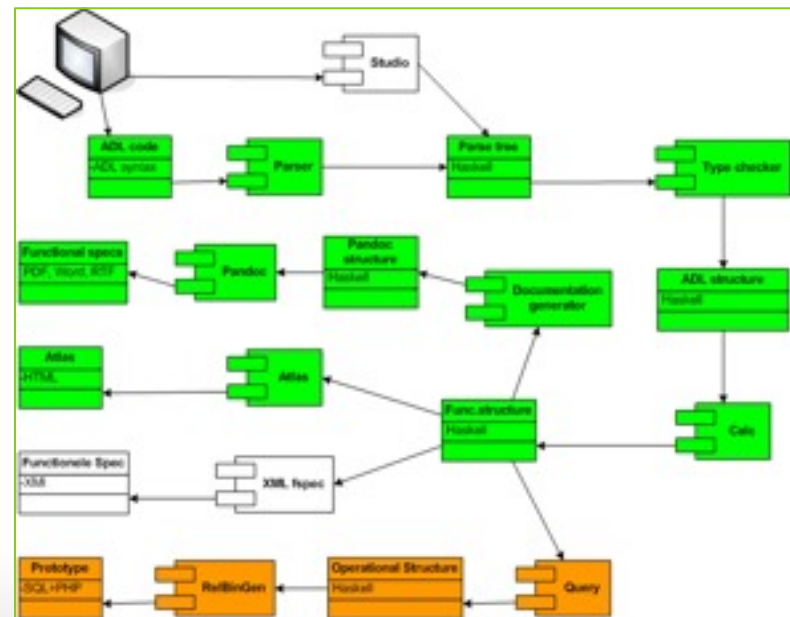 Studio
ADL code
-ADL syntax
Parser
Parse tree
Haskell
Type checker
Functional specs
PDF, Word, RTF
Pandoc
Pandoc
structure
Haskell
Documentation
generator
ADL structure
Haskell
Atlas
-HTML
Atlas
Func.structure
Haskell
Calc
Functionele Spec
-XMI
XML fspec
Prototype
-SQL+PHP
RelBinGen
Operational Structure
Haskell
Query